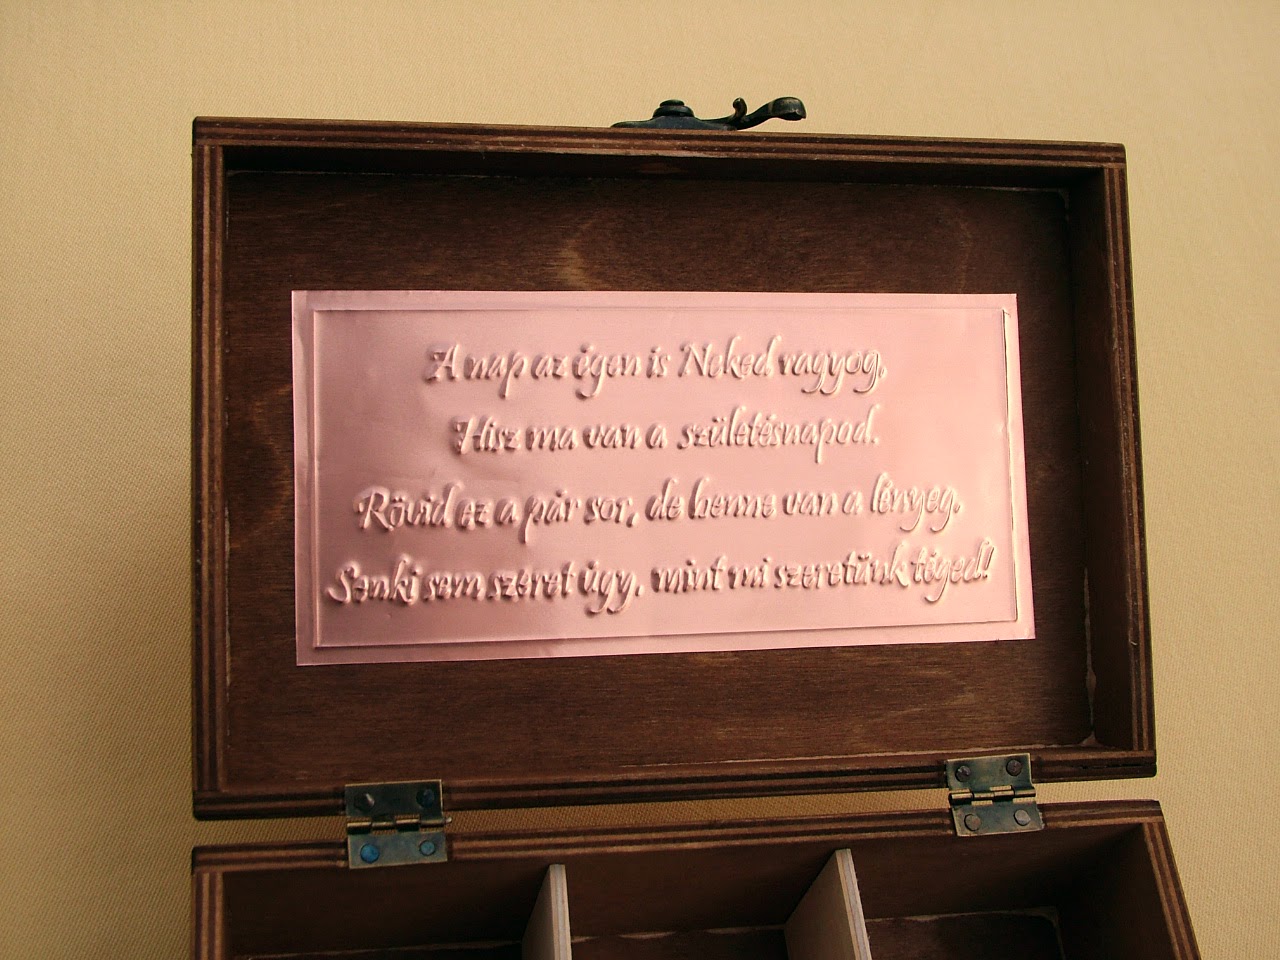 A nap az égen is Neked ragyog,
Hisz ma van a születésnapod.
Rövid ez a pár sor, de benne van a lényeg,
Senki sem szeret úgy, mint mi szeretünk téged!